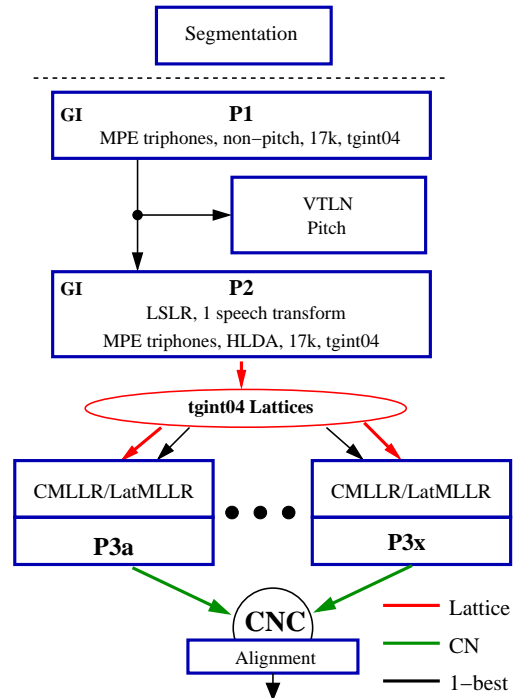 Segmentation
GI P1
MPE triphones, non−pitch, 17k, tgint04
VTLN
Pitch
GI P2
LSLR, 1 speech transform
MPE triphones, HLDA, 17k, tgint04
tgint04 Lattices
CMLLR/LatMLLR CMLLR/LatMLLR
P3a P3x
CNC
Alignment
Lattice
CN
1−best